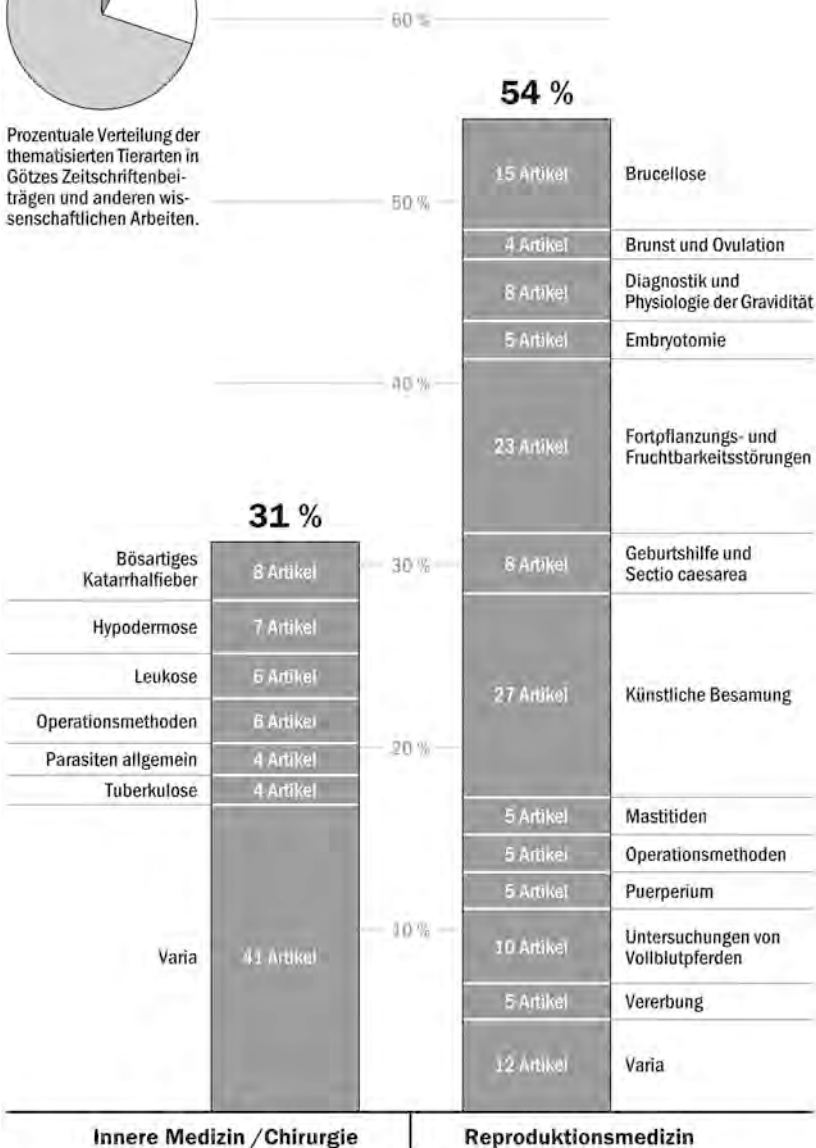 60 %
54 %
Prozentuale Verteilung der
thematisierten Tierarten in
Götzes Zeitschriftenbei-
trägen und anderen wis-
senschaftlichen Arbeiten.
15 Artikel
Brucellose
50 %
4 Artikel
Brunst und Ovulation
8 Artikel
Diagnostik und
Physiologie der Gravidität
5 Artikel
Embryotomie
40 %
23 Artikel
Fortpflanzungs- und
Fruchtbarkeitsstörungen
31 %
Bösartiges
Katarrhalfieber
8 Artikel
30 %
8 Artikel
Geburtshilfe und
Sectio caesarea
Hypodermose
7 Artikel
Leukose
6 Artikel
27 Artikel
Künstliche Besamung
Operationsmethoden
6 Artikel
20 %
Parasiten allgemein
4 Artikel
Tuberkulose
4 Artikel
5 Artikel
Mastitiden
5 Artikel
Operationsmethoden
5 Artikel
Puerperium
10 %
Varia
41 Artikel
10 Artikel
Untersuchungen von
Vollblutpferden
5 Artikel
Vererbung
12 Artikel
Varia
Innere Medizin / Chirurgie
Reproduktionsmedizin